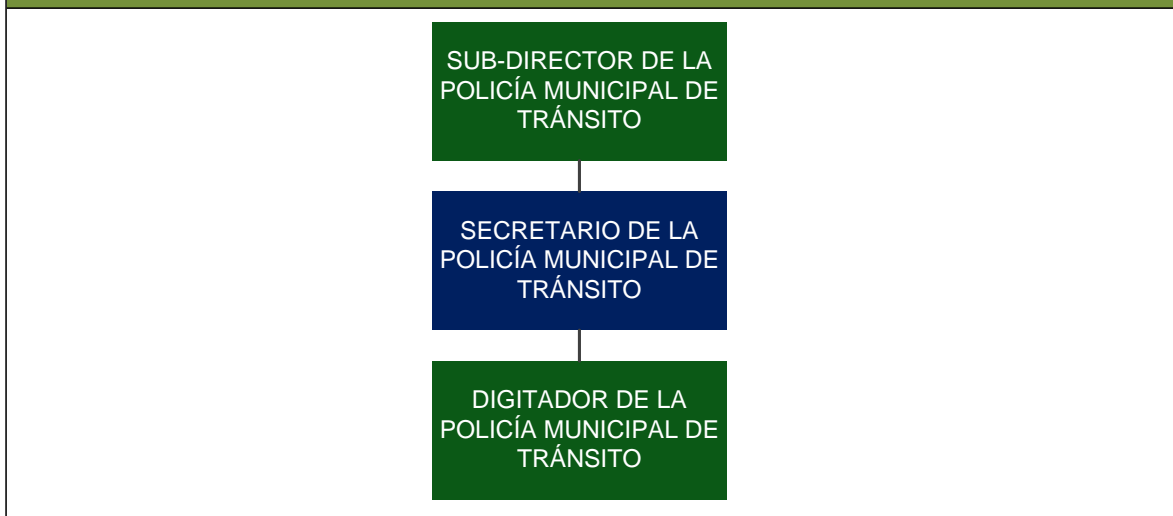 SUB-DIRECTOR DE LA
POLICÍA MUNICIPAL DE
TRÁNSITO
SECRETARIO DE LA
POLICÍA MUNICIPAL DE
TRÁNSITO
DIGITADOR DE LA
POLICÍA MUNICIPAL DE
TRÁNSITO